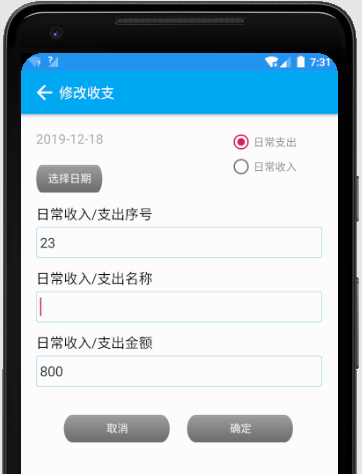 7:31
修改收支
2019-12-18
日常支出
日常收入
选择日期
日常收入/支出序号
23
日常收入/支出名称
日常收入/支出金额
800
取消
确定